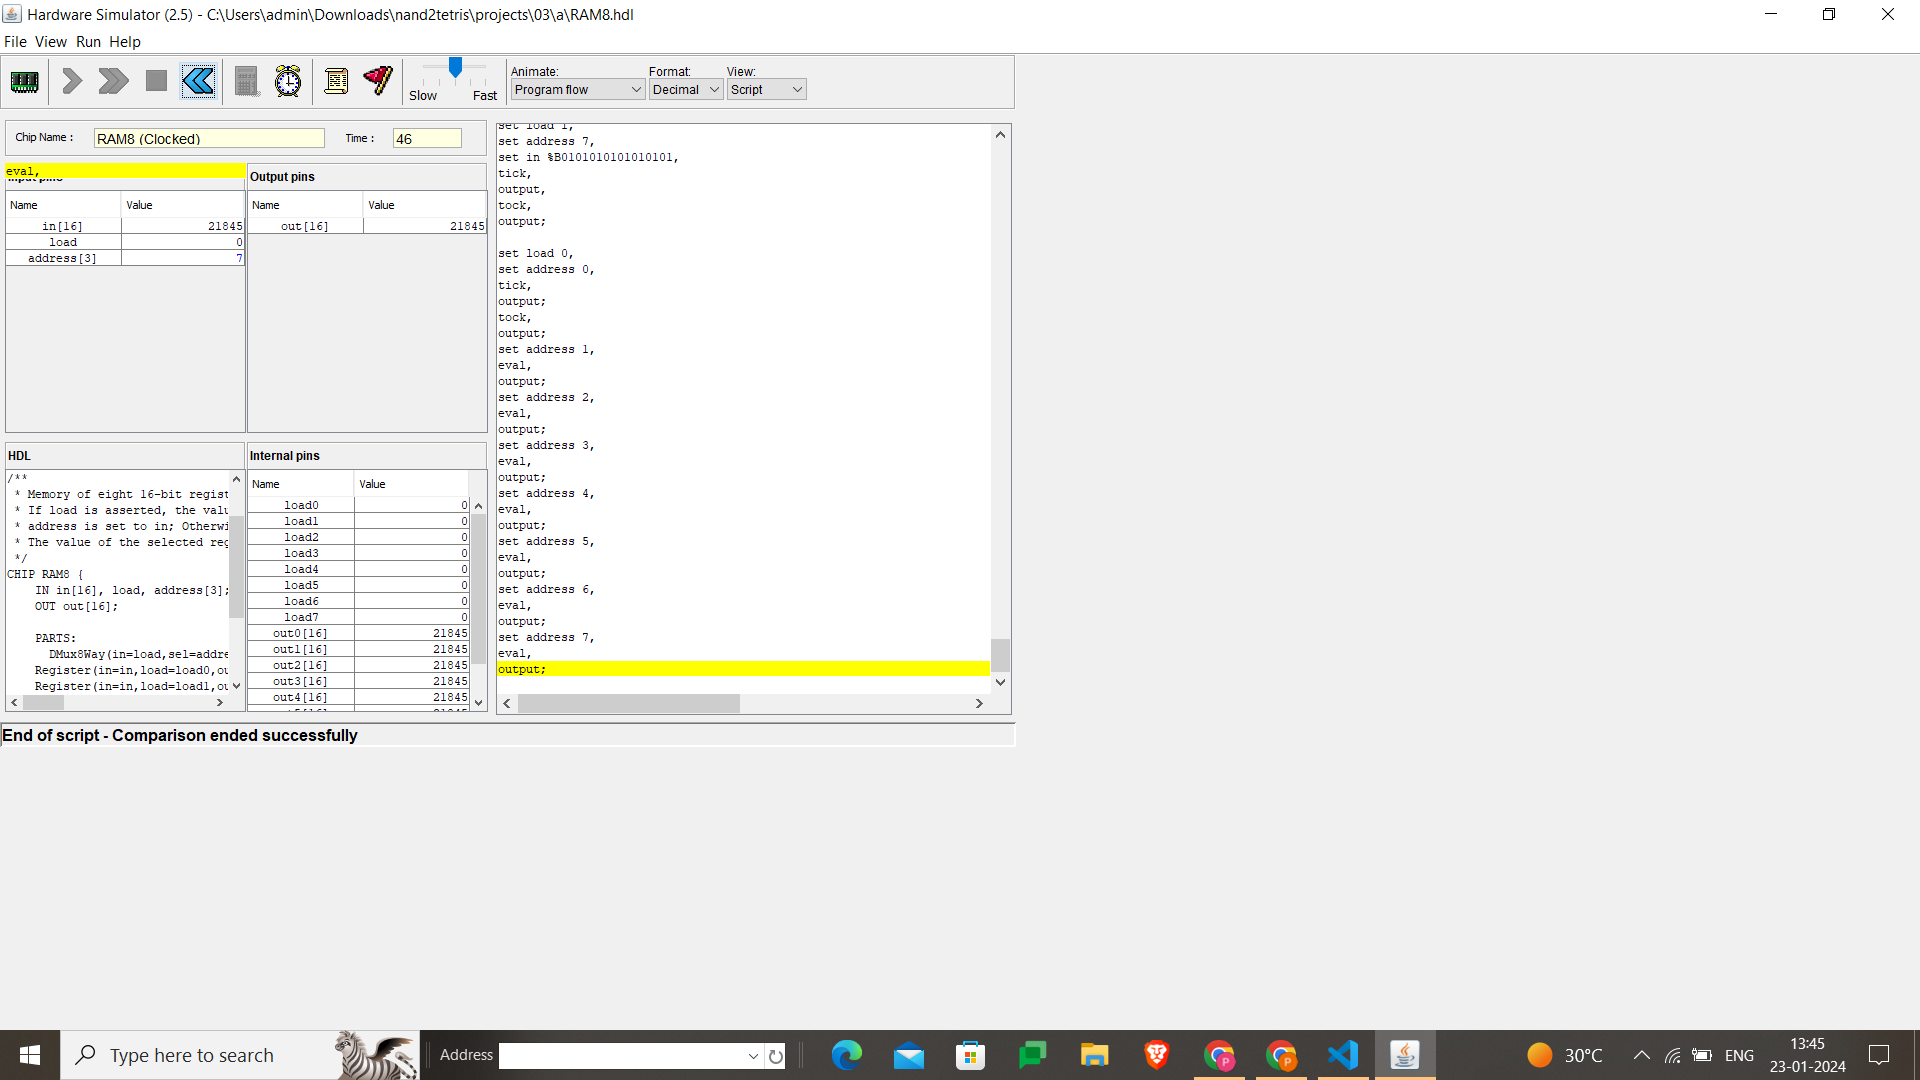 Hardware Simulator (2.5) - C:\Users\admin\Downloads\nand2tetris\projects\03\a\RAM8.hdl
File View Run Help
Slow Fast
Animate: Format: View:
Program flow Decimal Script
Chip Name : RAM8 (Clocked) Time : 46
eval,
Input pins
Name Value
in[16] 21845
load 0
address[3] 7
Output pins
Name Value
out[16] 21845
HDL
/**
* Memory of eight 16-bit regist
* If load is asserted, the valu
* address is set to in; Otherwi
* The value of the selected reg
*/
CHIP RAM8 {
IN in[16], load, address[3];
OUT out[16];
PARTS:
DMux8Way(in=load,sel=addre
Register(in=in,load=load0,ou
Register(in=in,load=load1,ou
Internal pins
Name Value
load0 0
load1 0
load2 0
load3 0
load4 0
load5 0
load6 0
load7 0
out0[16] 21845
out1[16] 21845
out2[16] 21845
out3[16] 21845
out4[16] 21845
set load 1,
set address 7,
set in %B0101010101010101,
tick,
output,
tock,
output;
set load 0,
set address 0,
tick,
output;
tock,
output;
set address 1,
eval,
output;
set address 2,
eval,
output;
set address 3,
eval,
output;
set address 4,
eval,
output;
set address 5,
eval,
output;
set address 6,
eval,
output;
set address 7,
eval,
output;
End of script - Comparison ended successfully
Type here to search
Address
P
P
30°C
ENG
13:45
23-01-2024